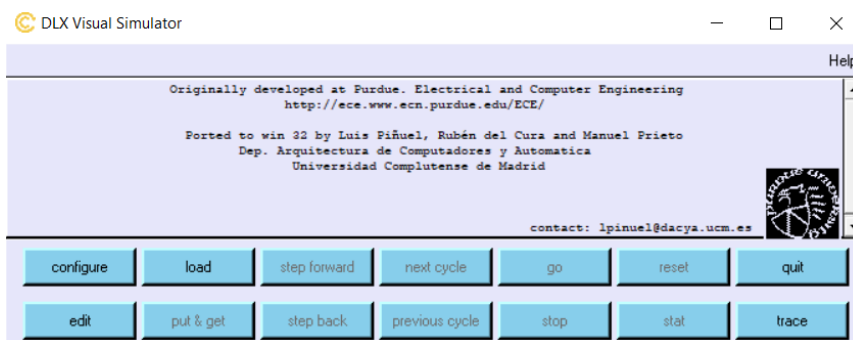 DLX Visual Simulator
Help
Originally developed at Purdue. Electrical and Computer Engineering
http://ece.www.ecn.purdue.edu/ECE/
Ported to win 32 by Luis Piñuel, Rubén del Cura and Manuel Prieto
Dep. Arquitectura de Computadores y Automatica
Universidad Complutense de Madrid
contact: lpinuel@dacya.ucm.es
configure load step forward next cycle go reset quit
edit put & get step back previous cycle stop stat trace